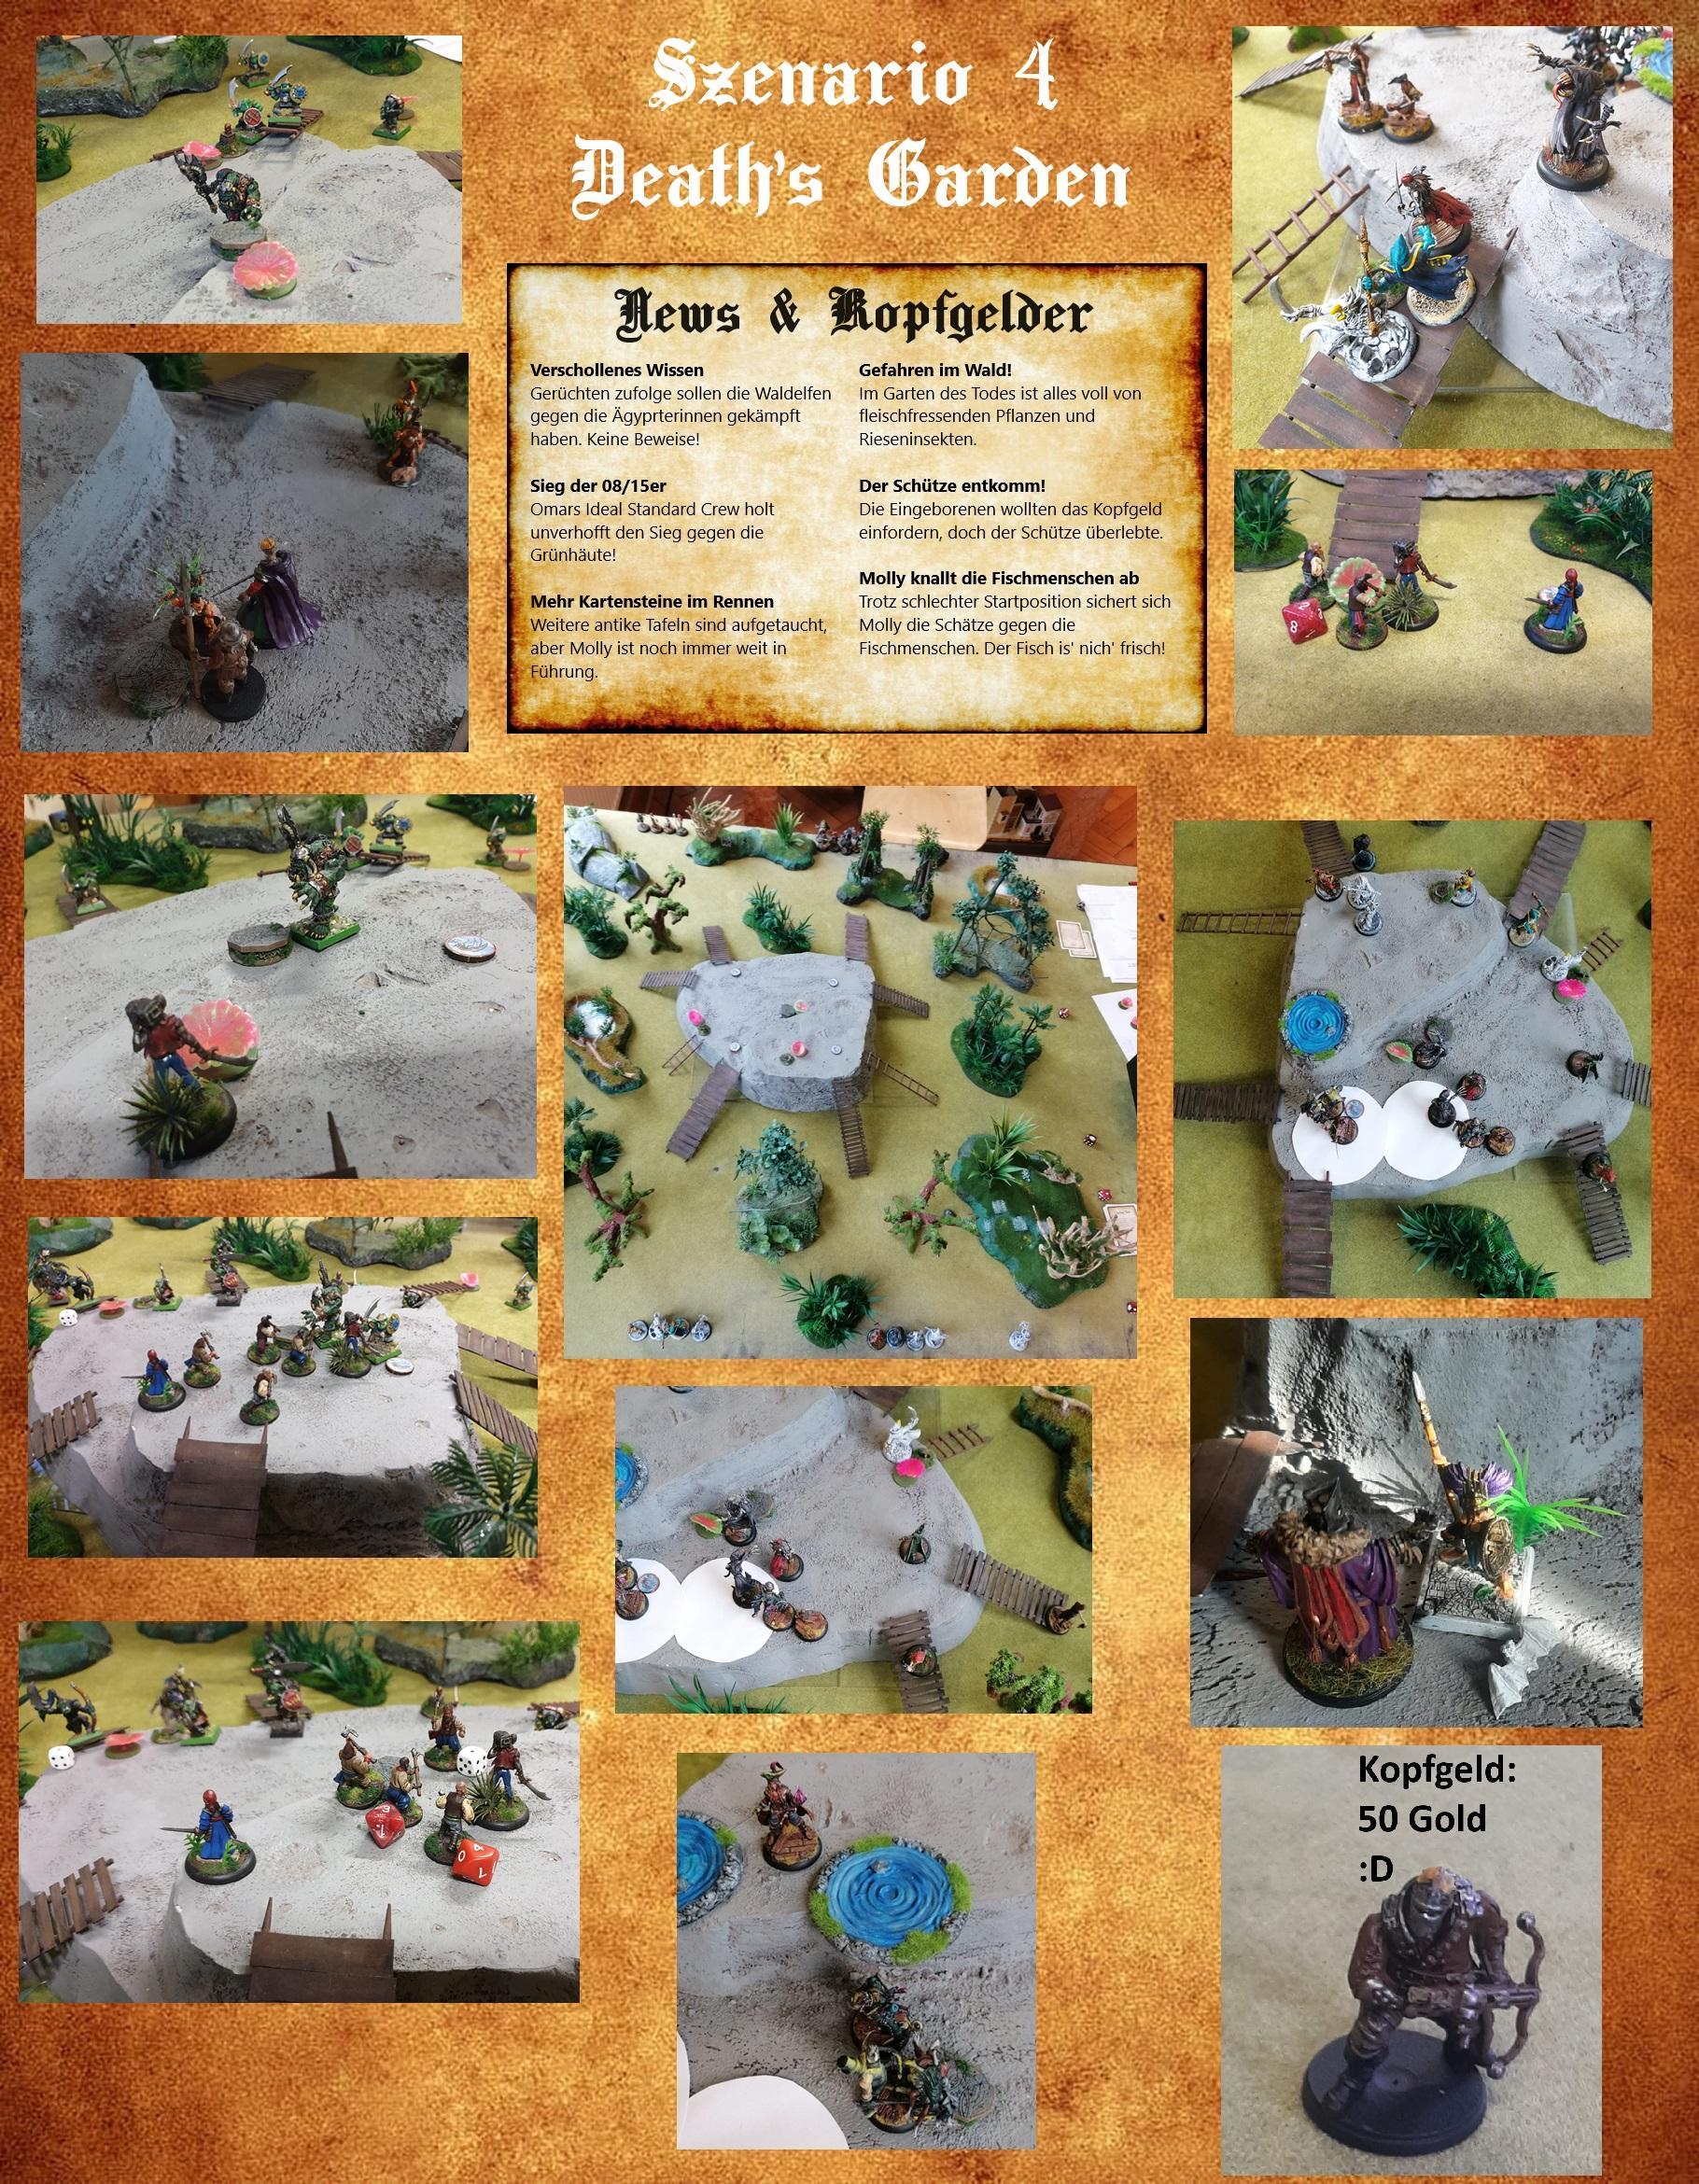 Szenario 4
Death's Garden
News & Kopfgelder
Verschollenes Wissen
Gerüchten zufolge sollen die Waldelfen
gegen die Ägyprterinnen gekämpft
haben. Keine Beweise!
Sieg der 08/15er
Omars Ideal Standard Crew holt
unverhofft den Sieg gegen die
Grünhäute!
Mehr Kartensteine im Rennen
Weitere antike Tafeln sind aufgetaucht,
aber Molly ist noch immer weit in
Führung.
Gefahren im Wald!
Im Garten des Todes ist alles voll von
fleischfressenden Pflanzen und
Rieseninsekten.
Der Schütze entkomm!
Die Eingeborenen wollten das Kopfgeld
einfordern, doch der Schütze überlebte.
Molly knallt die Fischmenschen ab
Trotz schlechter Startposition sichert sich
Molly die Schätze gegen die
Fischmenschen. Der Fisch is' nich' frisch!
8
Kopfgeld:
50 Gold
:D